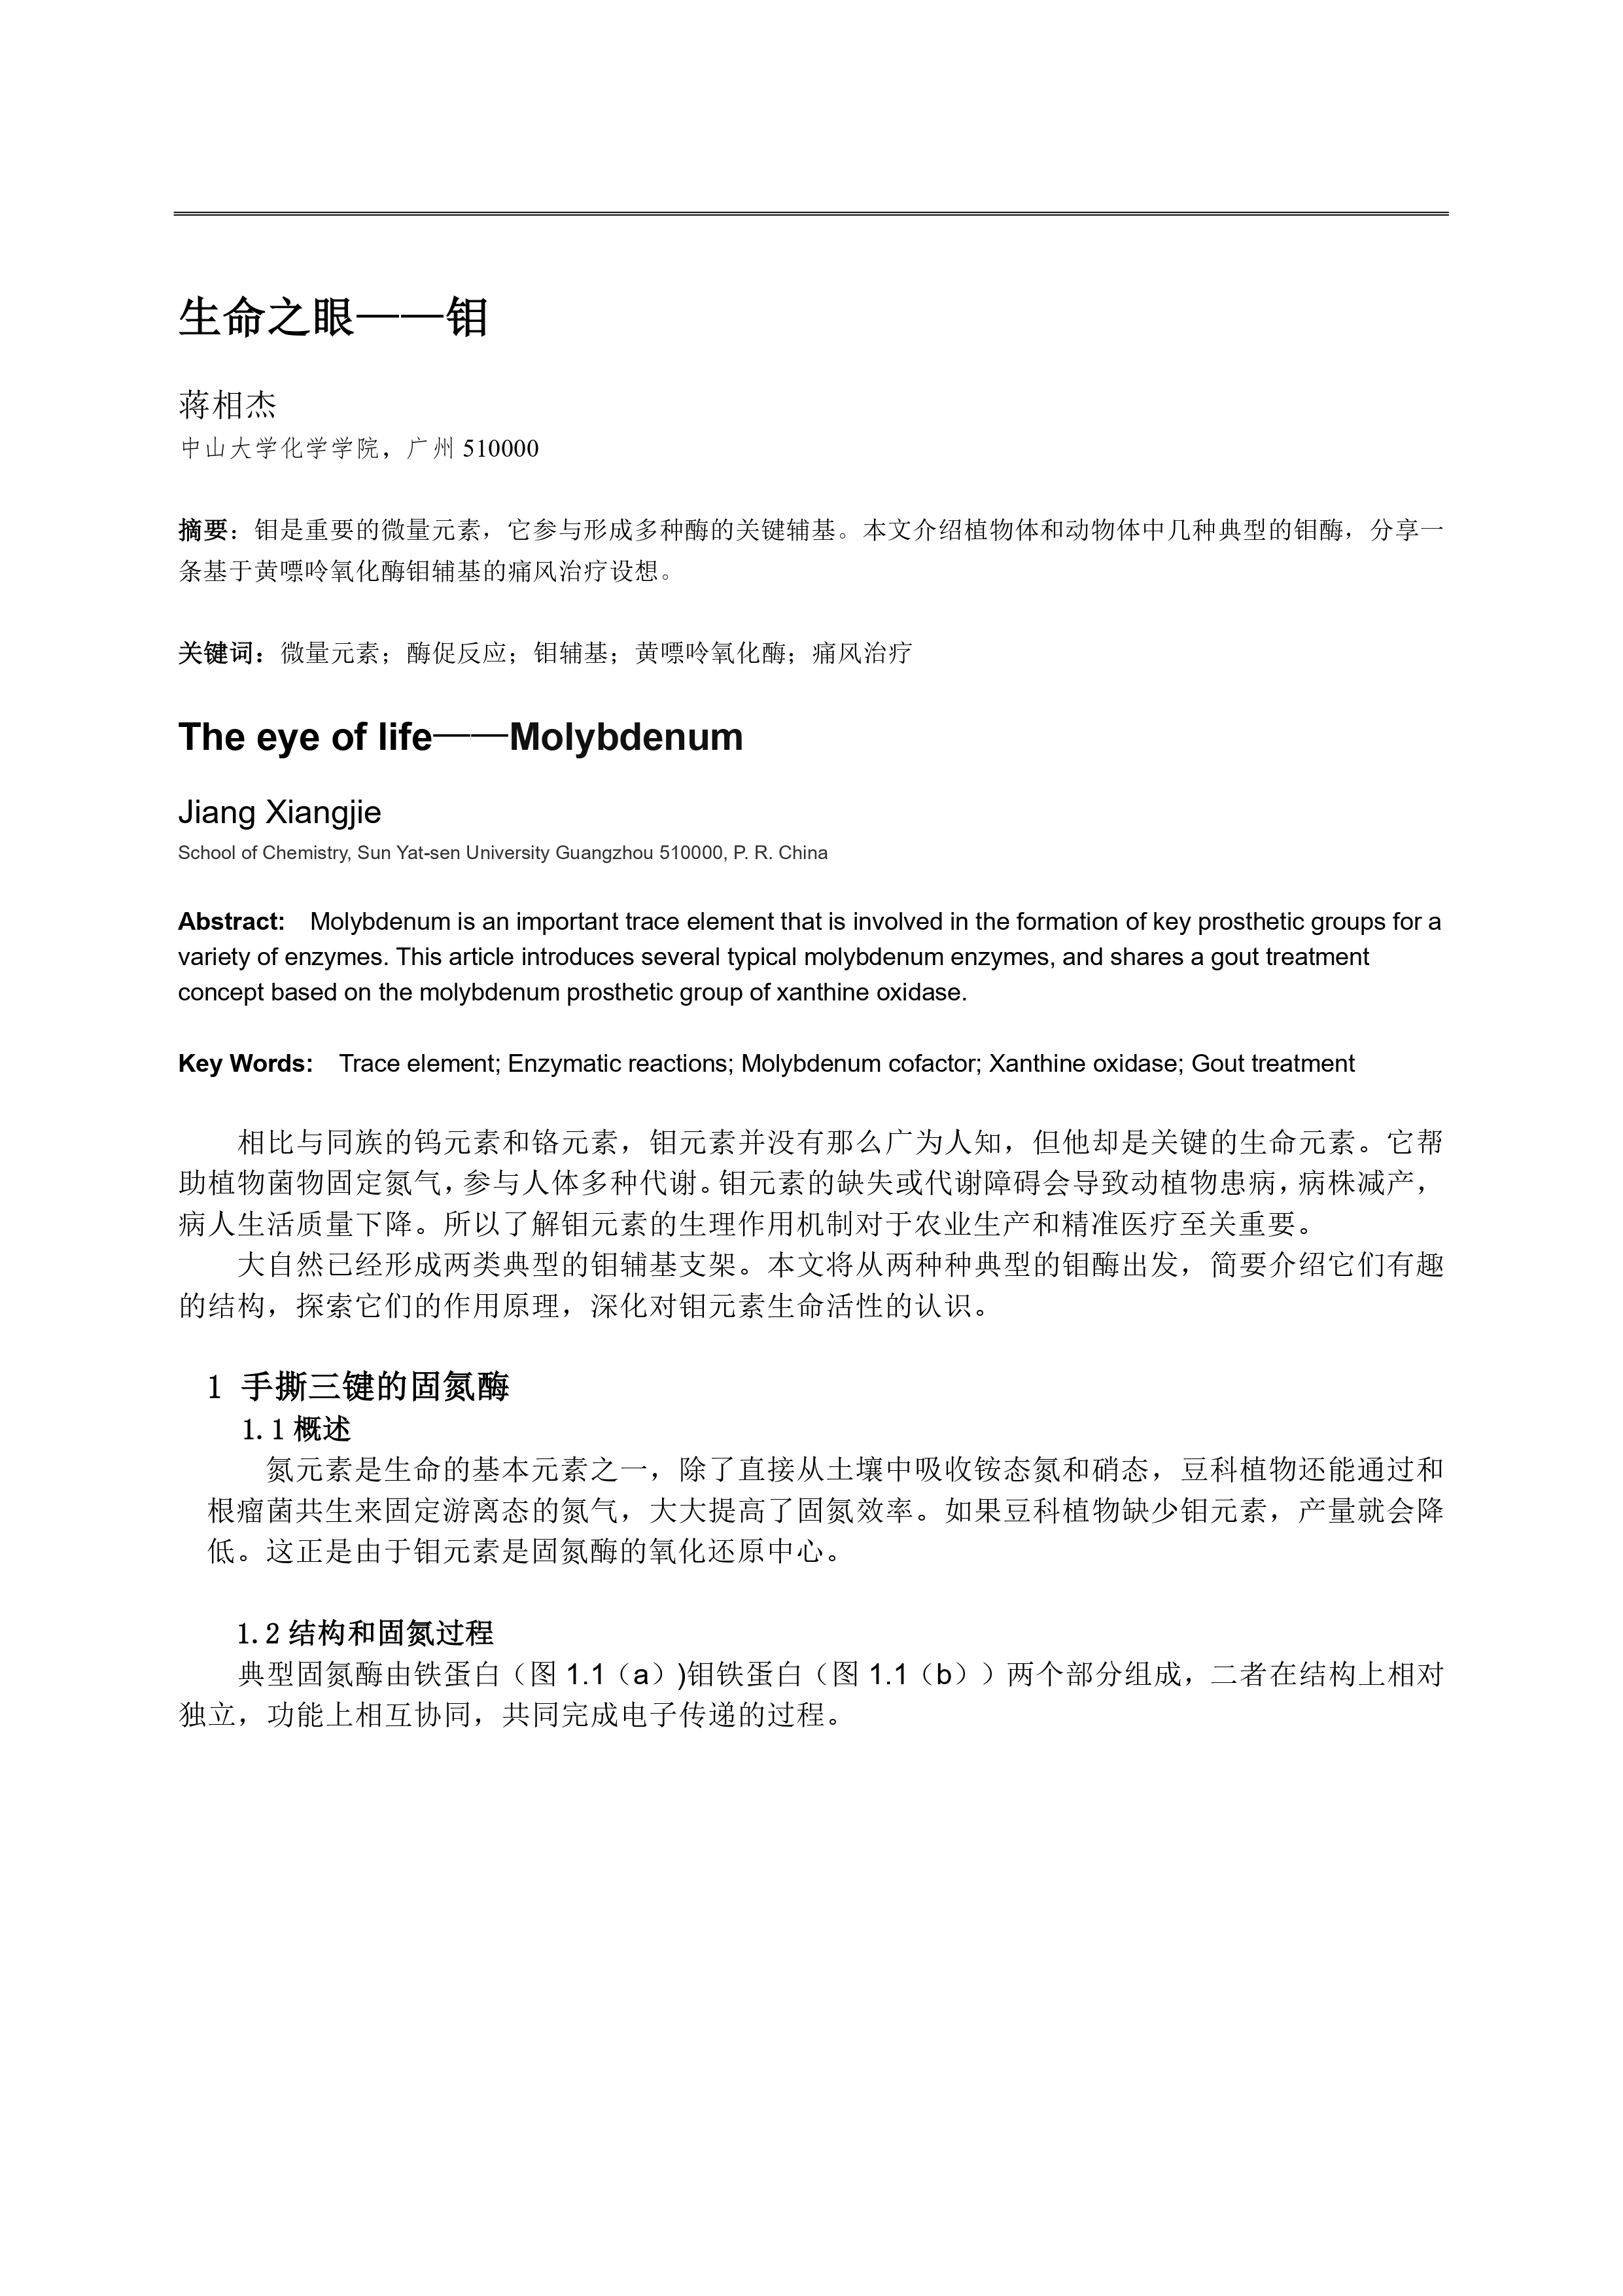 生命之眼——钼
蒋相杰
中山大学化学学院，广州 510000
摘要：钼是重要的微量元素，它参与形成多种酶的关键辅基。本文介绍植物体和动物体中几种典型的钼酶，分享一
条基于黄嘌呤氧化酶钼辅基的痛风治疗设想。
关键词：微量元素；酶促反应；钼辅基；黄嘌呤氧化酶；痛风治疗
The eye of life——Molybdenum
Jiang Xiangjie
School of Chemistry, Sun Yat-sen University Guangzhou 510000, P. R. China
Abstract: Molybdenum is an important trace element that is involved in the formation of key prosthetic groups for a
variety of enzymes. This article introduces several typical molybdenum enzymes, and shares a gout treatment
concept based on the molybdenum prosthetic group of xanthine oxidase.
Key Words: Trace element; Enzymatic reactions; Molybdenum cofactor; Xanthine oxidase; Gout treatment
相比与同族的钨元素和铬元素，钼元素并没有那么广为人知，但他却是关键的生命元素。它帮
助植物菌物固定氮气，参与人体多种代谢。钼元素的缺失或代谢障碍会导致动植物患病，病株减产，
病人生活质量下降。所以了解钼元素的生理作用机制对于农业生产和精准医疗至关重要。
大自然已经形成两类典型的钼辅基支架。本文将从两种种典型的钼酶出发，简要介绍它们有趣
的结构，探索它们的作用原理，深化对钼元素生命活性的认识。
1 手撕三键的固氮酶
1.1 概述
氮元素是生命的基本元素之一，除了直接从土壤中吸收铵态氮和硝态，豆科植物还能通过和
根瘤菌共生来固定游离态的氮气，大大提高了固氮效率。如果豆科植物缺少钼元素，产量就会降
低。这正是由于钼元素是固氮酶的氧化还原中心。
1.2 结构和固氮过程
典型固氮酶由铁蛋白（图 1.1（a）)钼铁蛋白（图 1.1（b））两个部分组成，二者在结构上相对
独立，功能上相互协同，共同完成电子传递的过程。